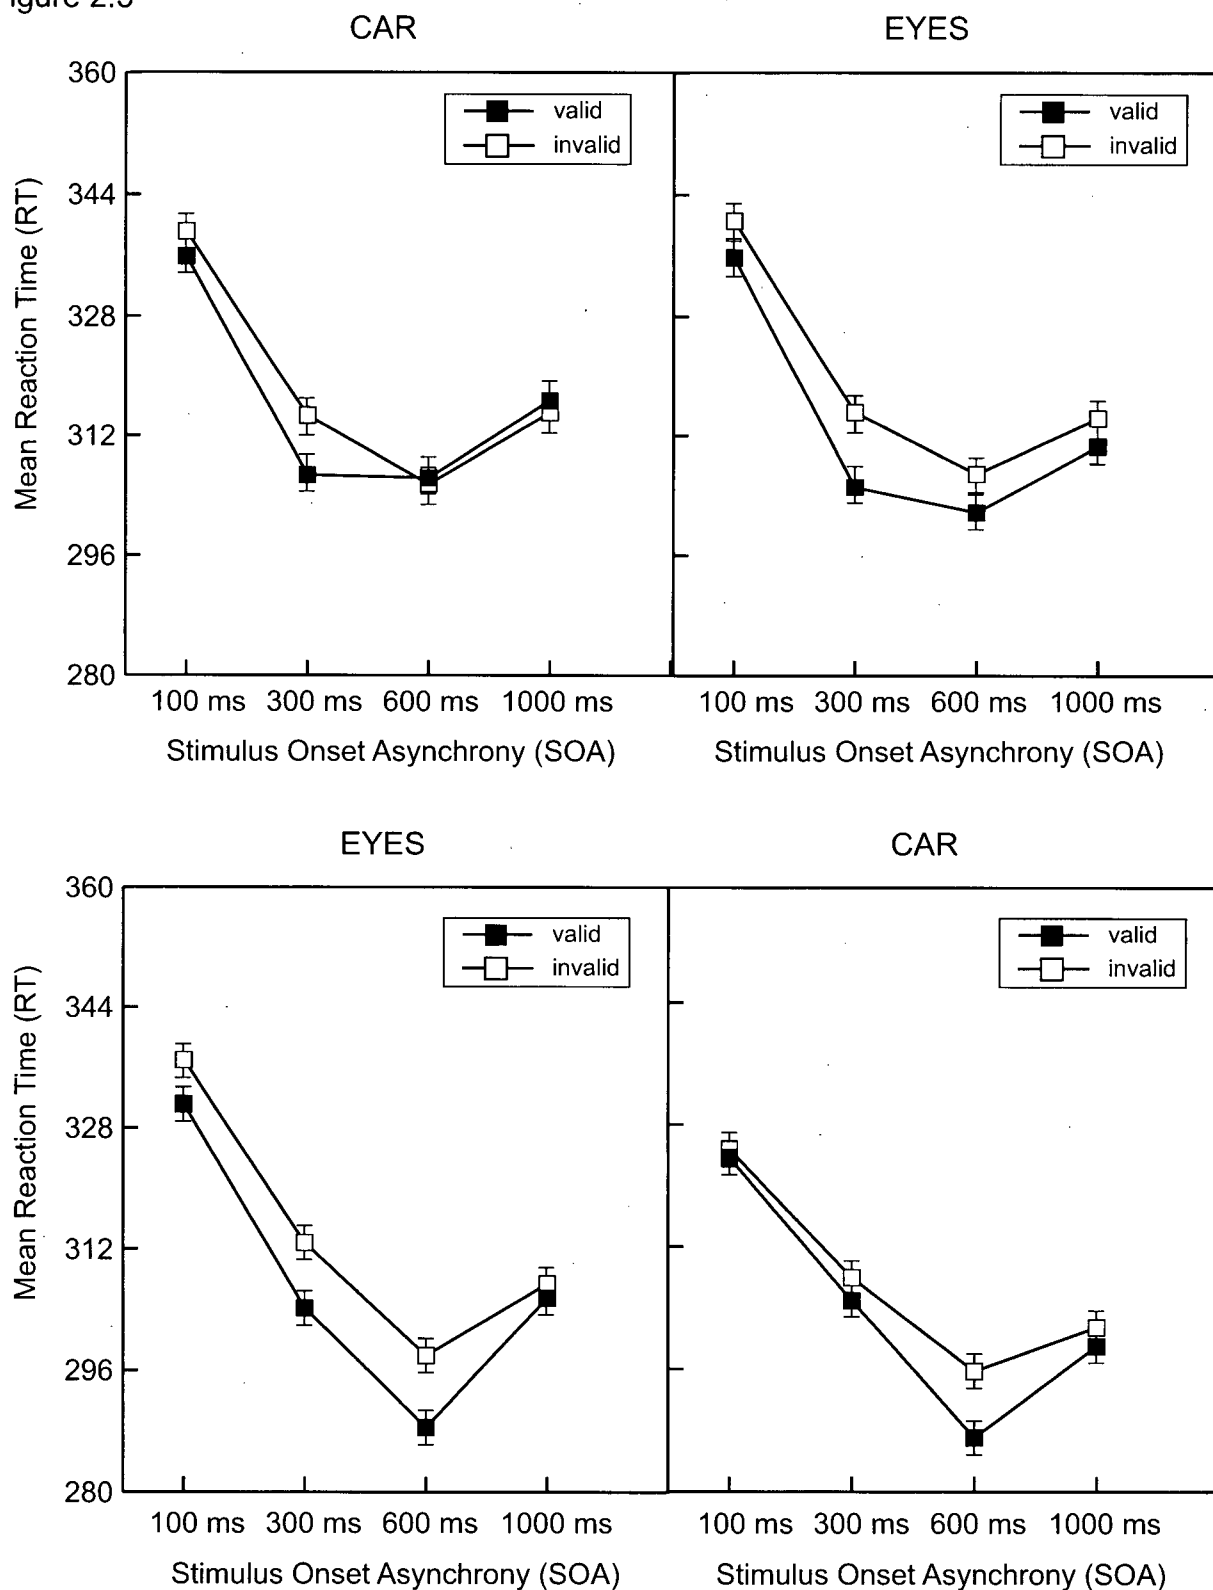 CAR EYES
360
valid valid
invalid invalid
344
Mean Reaction Time (RT)
328
312
296
280
100 ms 300 ms 600 ms 1000 ms 100 ms 300 ms 600 ms 1000 ms
Stimulus Onset Asynchrony (SOA) Stimulus Onset Asynchrony (SOA)
EYES CAR
360
valid valid
invalid invalid
344
Mean Reaction Time (RT)
328
312
296
280
100 ms 300 ms 600 ms 1000 ms 100 ms 300 ms 600 ms 1000 ms
Stimulus Onset Asynchrony (SOA) Stimulus Onset Asynchrony (SOA)